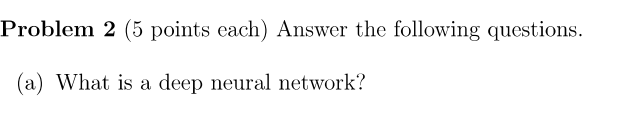 Problem 2 (5 points each) Answer the following questions.
(a) What is a deep neural network?